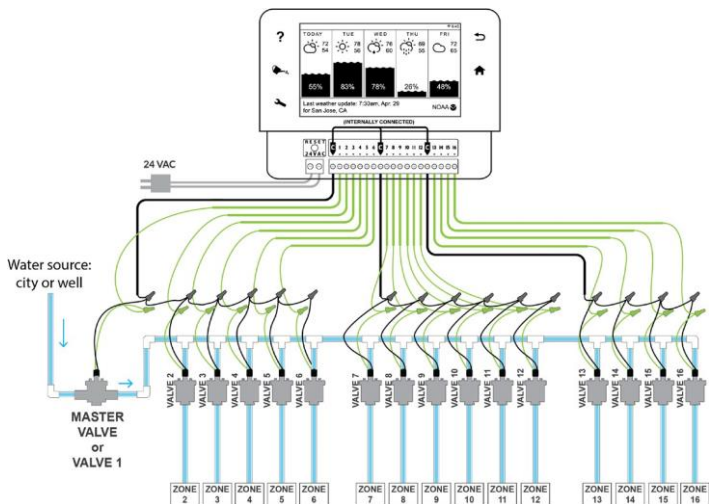 ?
TODAY TUE WED THU FRI
72 54
78 56
76 60
72 65
55% 83% 78% 26% 48%
Last weather update: 7:33am, Apr. 26
for San Jose, CA
NOAA
(INTERNALLY CONNECTED)
RESET
24VAC
C 1 2 3 4 5 6 C 7 8 9 10 11 12 C 13 14 15 16
24 VAC
Water source:
city or well
MASTER
VALVE
or
VALVE 1
VALVE 2
VALVE 3
VALVE 4
VALVE 5
VALVE 6
VALVE 7
VALVE 8
VALVE 9
VALVE 10
VALVE 11
VALVE 12
VALVE 13
VALVE 14
VALVE 15
VALVE 16
ZONE 2
ZONE 3
ZONE 4
ZONE 5
ZONE 6
ZONE 7
ZONE 8
ZONE 9
ZONE 10
ZONE 11
ZONE 12
ZONE 13
ZONE 14
ZONE 15
ZONE 16